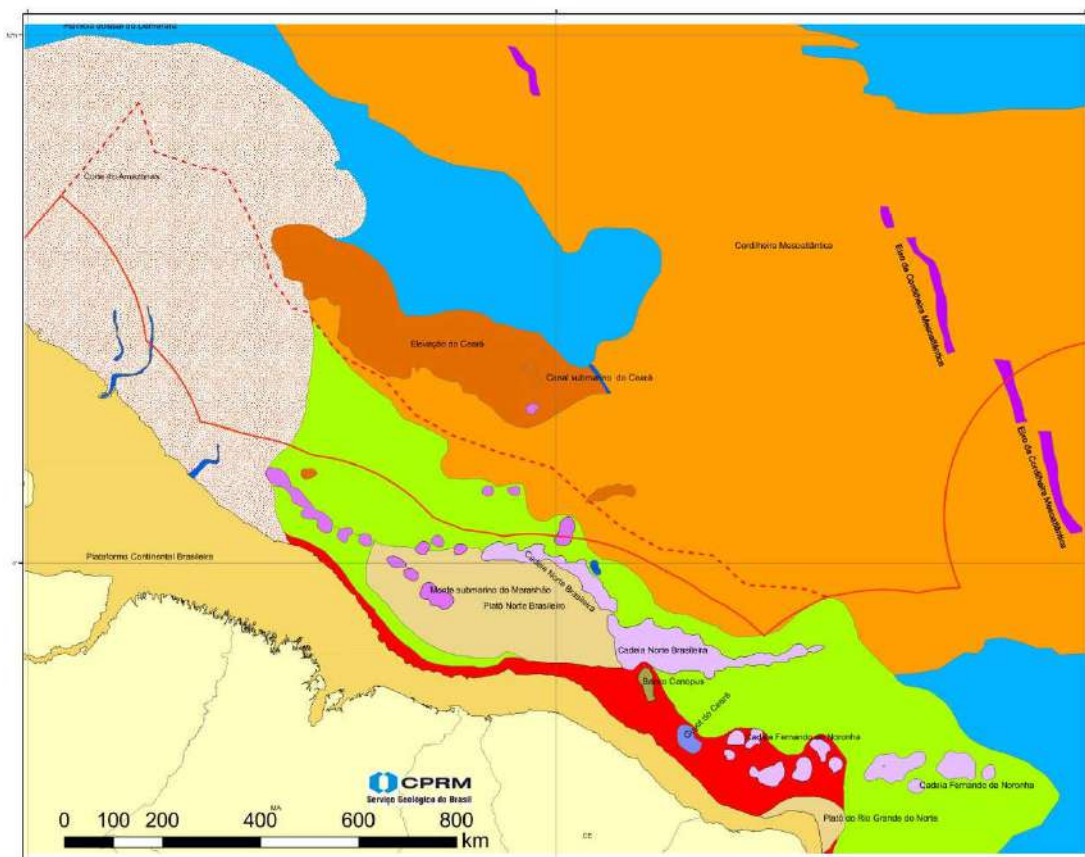 Cone do Amazonas
Cordilheira Mesoatlântica
Eixo da Cordilheira Mesoatlântica
Elevação do Ceará
Canal submarino do Ceará
Eixo da Cordilheira Mesoatlântica
Plataforma Continental Brasileira
Cadeia Norte Brasileira
Monte submarino do Maranhão
Platô Norte Brasileiro
Cadeia Norte Brasileira
Banco Canopus
Guyot do Ceará
Cadeia Fernando de Noronha
Cadeia Fernando de Noronha
Platô do Rio Grande do Norte
CPRM
Serviço Geológico do Brasil
MA
CE
0 100 200 400 600 800
km